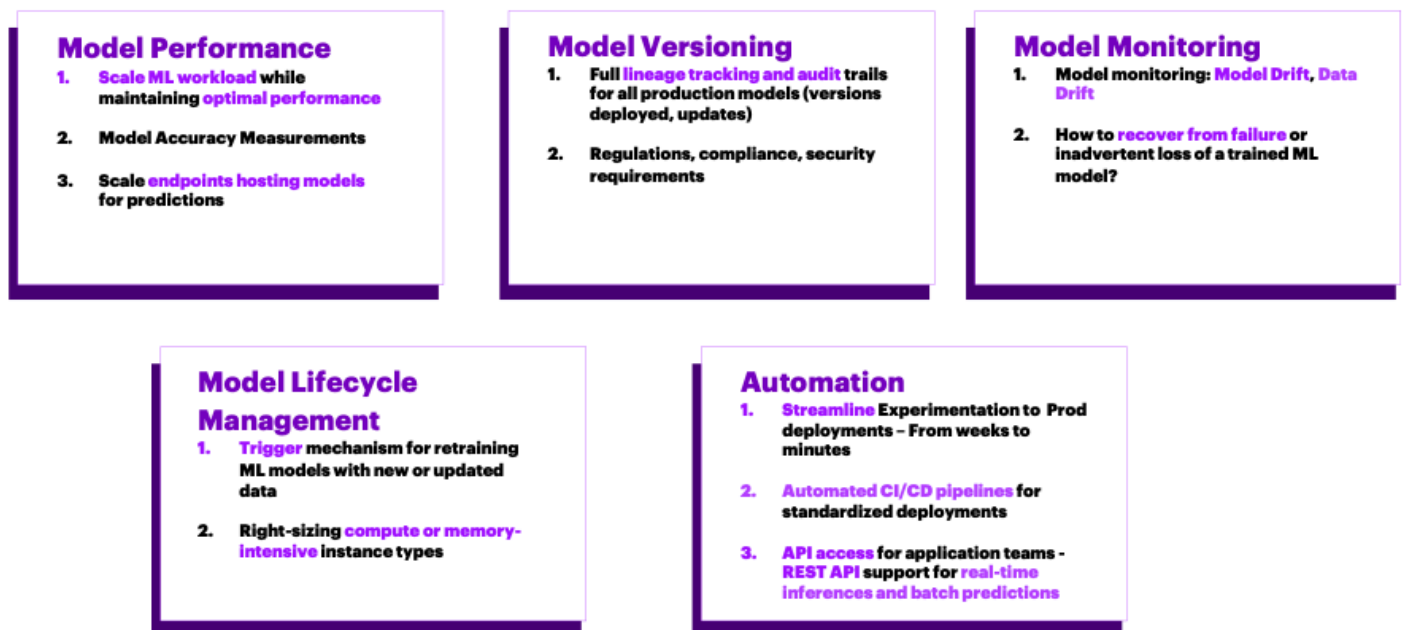 Model Performance
1. Scale ML workload while
maintaining optimal performance
2. Model Accuracy Measurements
3. Scale endpoints hosting models
for predictions
Model Versioning
1. Full lineage tracking and audit trails
for all production models (versions
deployed, updates)
2. Regulations, compliance, security
requirements
Model Monitoring
1. Model monitoring: Model Drift, Data
Drift
2. How to recover from failure or
inadvertent loss of a trained ML
model?
Model Lifecycle
Management
1. Trigger mechanism for retraining
ML models with new or updated
data
2. Right-sizing compute or memory-
intensive instance types
Automation
1. Streamline Experimentation to Prod
deployments – From weeks to
minutes
2. Automated CI/CD pipelines for
standardized deployments
3. API access for application teams -
REST API support for real-time
inferences and batch predictions